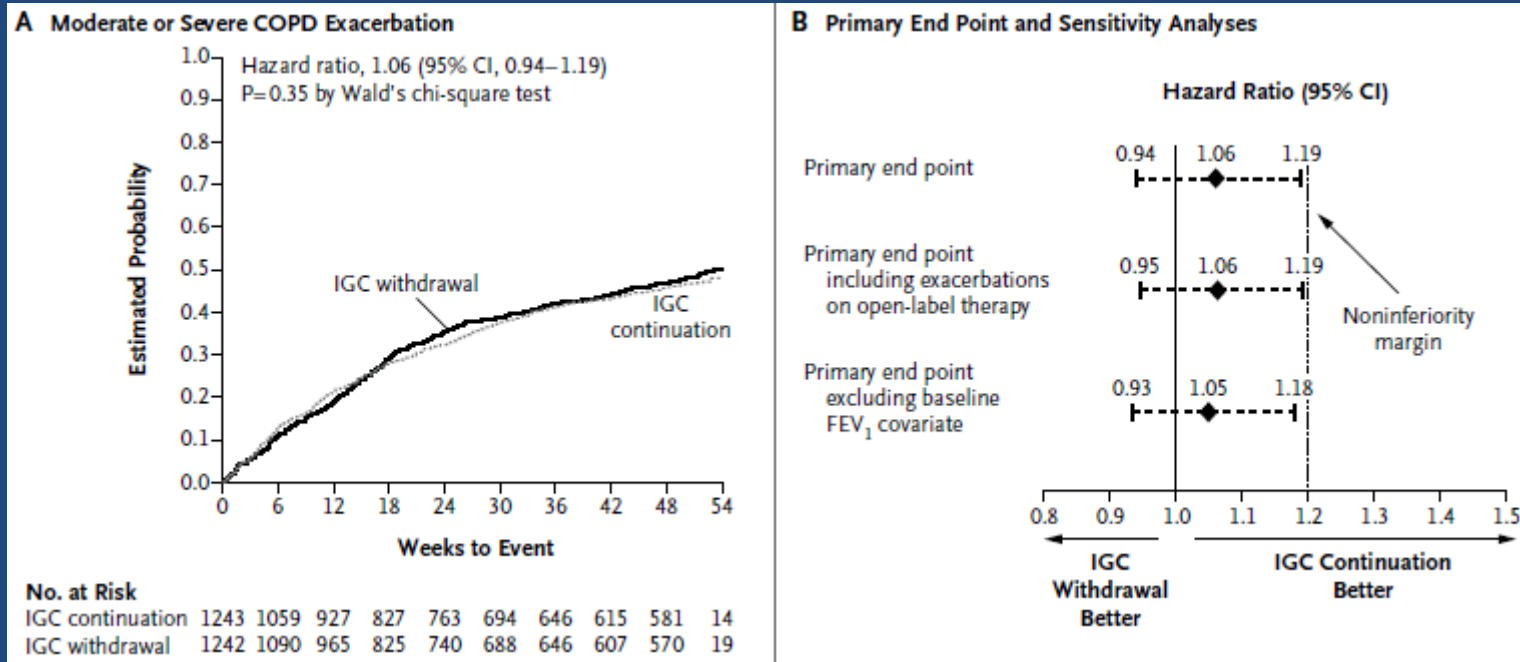 A Moderate or Severe COPD Exacerbation
Hazard ratio, 1.06 (95% CI, 0.94–1.19)
P=0.35 by Wald's chi-square test
Estimated Probability
1.0
0.9
0.8
0.7
0.6
0.5
0.4
0.3
0.2
0.1
0.0
IGC withdrawal
IGC
continuation
0 6 12 18 24 30 36 42 48 54
Weeks to Event
No. at Risk
IGC continuation 1243 1059 927 827 763 694 646 615 581 14
IGC withdrawal 1242 1090 965 825 740 688 646 607 570 19
B Primary End Point and Sensitivity Analyses
Hazard Ratio (95% CI)
Primary end point
0.94 1.06 1.19
Primary end point
including exacerbations
on open-label therapy
0.95 1.06 1.19
Noninferiority
margin
Primary end point
excluding baseline
FEV1 covariate
0.93 1.05 1.18
0.8 0.9 1.0 1.1 1.2 1.3 1.4 1.5
IGC
Withdrawal
Better
IGC Continuation
Better